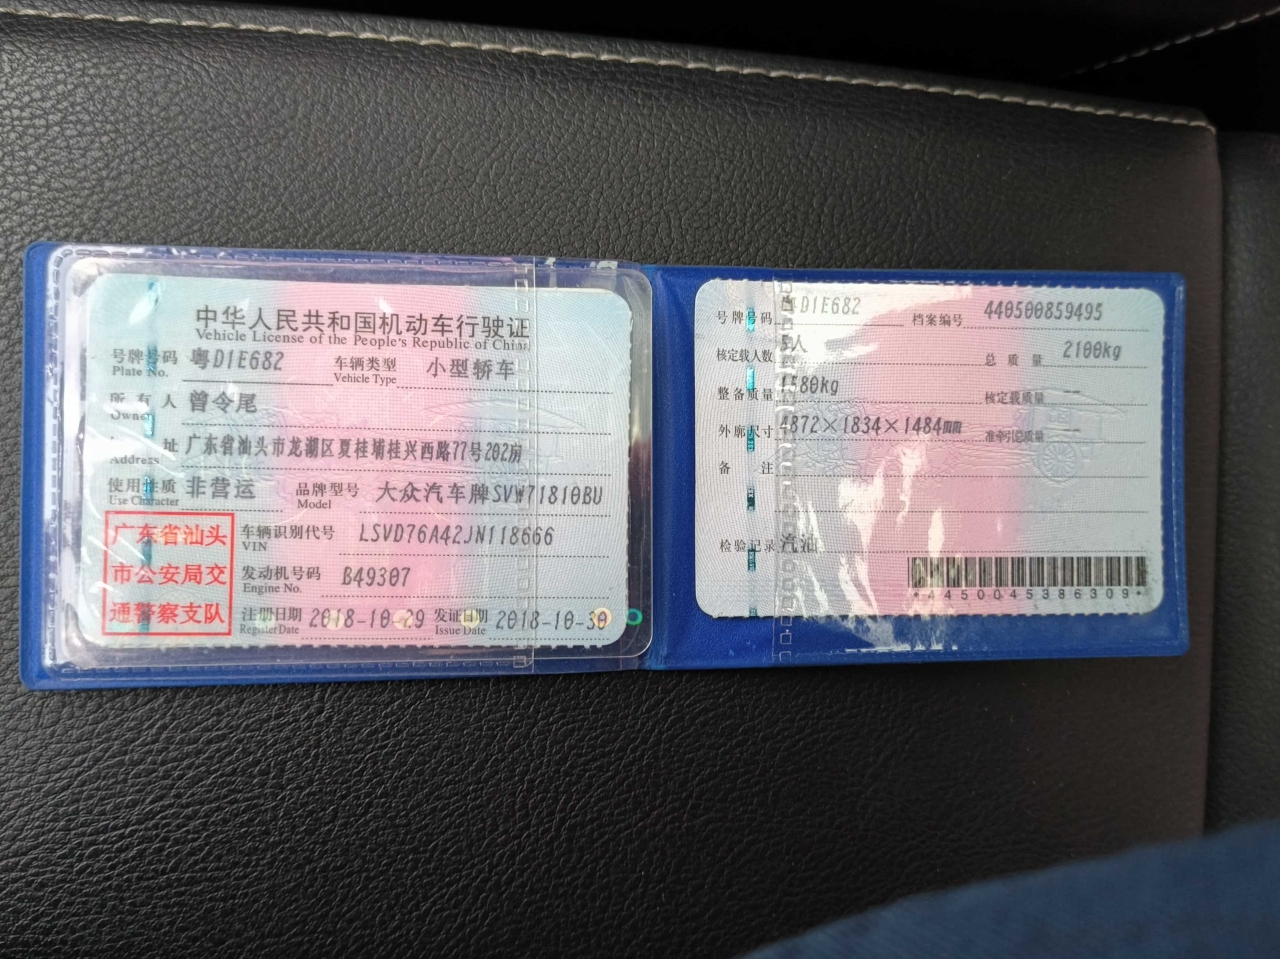 中华人民共和国机动车行驶证
Vehicle License of the People's Republic of China
号牌号码 粤D1E682 车辆类型 小型轿车
Plate No. Vehicle Type
所有人 曾令尾
Owner
址 广东省汕头市龙湖区夏桂埔桂兴西路77号202房
Address
使用性质 非营运 品牌型号 大众汽车牌SVW71810BU
Use Character Model
广东省汕头
市公安局交
通警察支队
车辆识别代号 LSVD76A42JN118666
VIN
发动机号码 B49307
Engine No.
注册日期 2018-10-29 发证日期 2018-10-30
Register Date Issue Date
号牌号码 粤D1E682 档案编号 440500859495
核定载人数 5人 总质量 2100kg
整备质量 1580kg 核定载质量 --
外廓尺寸 4872×1834×1484mm 准牵引总质量 --
备注
检验记录 汽油
*4450045386309*